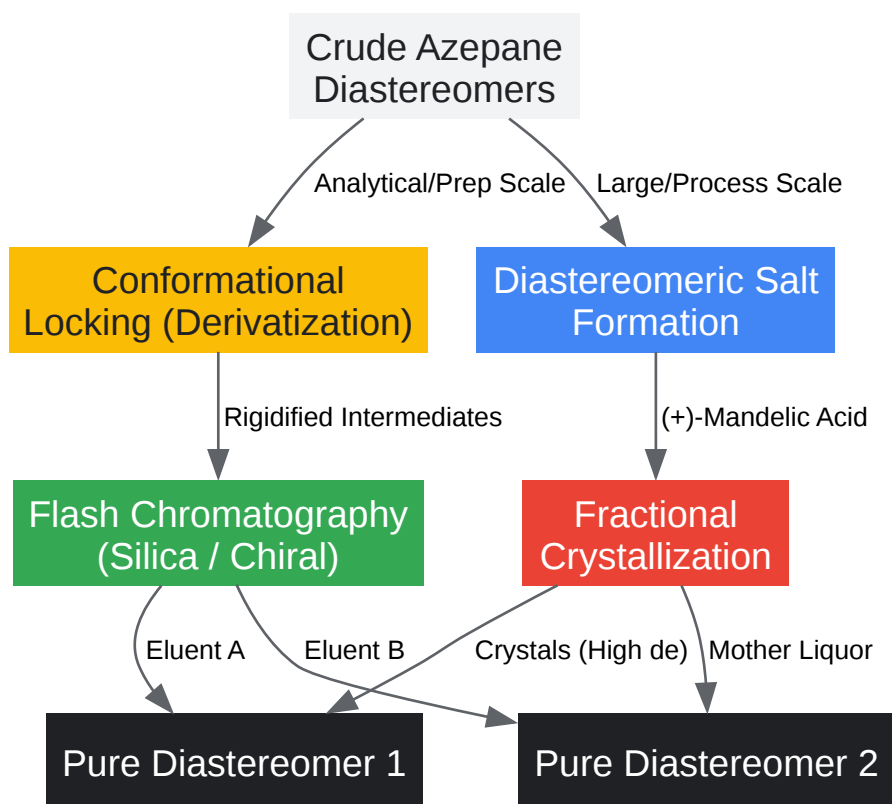 Crude Azepane
Diastereomers
Analytical/Prep Scale
Large/Process Scale
Conformational
Locking (Derivatization)
Diastereomeric Salt
Formation
Rigidified Intermediates
(+)-Mandelic Acid
Flash Chromatography
(Silica / Chiral)
Fractional
Crystallization
Eluent A
Eluent B
Crystals (High de)
Mother Liquor
Pure Diastereomer 1
Pure Diastereomer 2